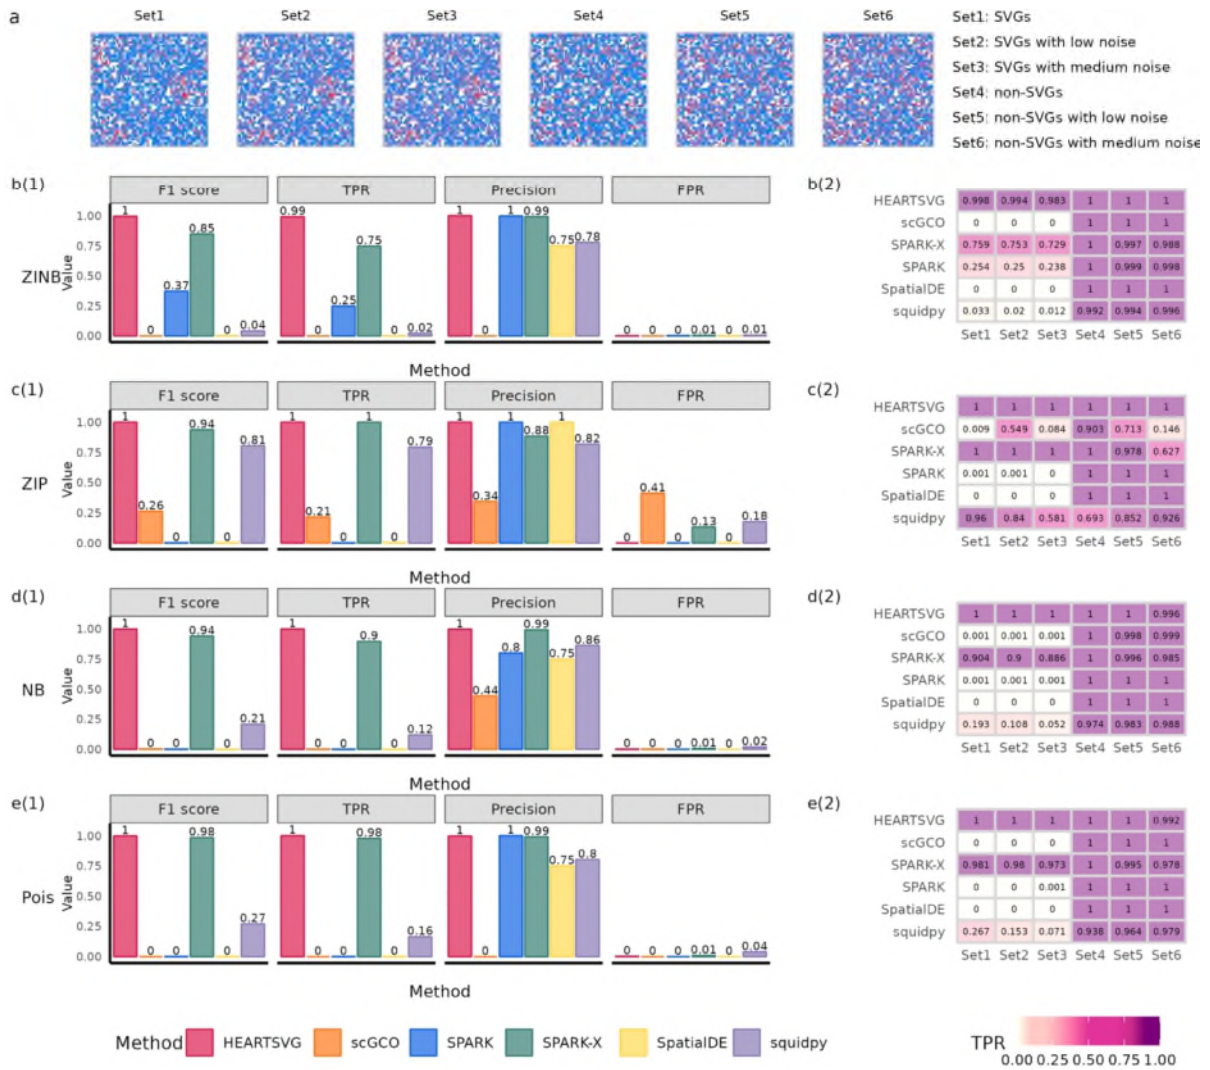 a
Set1 Set2 Set3 Set4 Set5 Set6
Set1: SVGs
Set2: SVGs with low noise
Set3: SVGs with medium noise
Set4: non-SVGs
Set5: non-SVGs with low noise
Set6: non-SVGs with medium noise
b(1)
F1 score TPR Precision FPR
ZINB
Value
1.00
0.75
0.50
0.25
0.00
1 0 0.37 0.85 0 0.04
0.99 0 0.25 0.75 0 0.02
1 0 1 0.99 0.75 0.78
0 0 0 0.01 0 0.01
Method
b(2)
HEARTSVG 0.998 0.994 0.983 1 1 1
scGCO 0 0 0 1 1 1
SPARK-X 0.759 0.753 0.729 1 0.997 0.988
SPARK 0.254 0.25 0.238 1 0.999 0.998
SpatialDE 0 0 0 1 1 1
squidpy 0.033 0.02 0.012 0.992 0.994 0.996
Set1 Set2 Set3 Set4 Set5 Set6
c(1)
F1 score TPR Precision FPR
ZIP
Value
1.00
0.75
0.50
0.25
0.00
1 0.26 0 0.94 0 0.81
1 0.21 0 1 0 0.79
1 0.34 1 0.88 1 0.82
0 0.41 0 0.13 0 0.18
Method
c(2)
HEARTSVG 1 1 1 1 1 1
scGCO 0.009 0.549 0.084 0.903 0.713 0.146
SPARK-X 1 1 1 1 0.978 0.627
SPARK 0.001 0.001 0 1 1 1
SpatialDE 0 0 0 1 1 1
squidpy 0.96 0.84 0.581 0.693 0.852 0.926
Set1 Set2 Set3 Set4 Set5 Set6
d(1)
F1 score TPR Precision FPR
NB
Value
1.00
0.75
0.50
0.25
0.00
1 0 0 0.94 0 0.21
1 0 0 0.9 0 0.12
1 0.44 0.8 0.99 0.75 0.86
0 0 0 0.01 0 0.02
Method
d(2)
HEARTSVG 1 1 1 1 1 0.996
scGCO 0.001 0.001 0.001 1 0.998 0.999
SPARK-X 0.904 0.9 0.886 1 0.996 0.985
SPARK 0.001 0.001 0.001 1 1 1
SpatialDE 0 0 0 1 1 1
squidpy 0.193 0.108 0.052 0.974 0.983 0.988
Set1 Set2 Set3 Set4 Set5 Set6
e(1)
F1 score TPR Precision FPR
Pois
Value
1.00
0.75
0.50
0.25
0.00
1 0 0 0.98 0 0.27
1 0 0 0.98 0 0.16
1 0 1 0.99 0.75 0.8
0 0 0 0.01 0 0.04
Method
e(2)
HEARTSVG 1 1 1 1 1 0.992
scGCO 0 0 0 1 1 1
SPARK-X 0.981 0.98 0.973 1 0.995 0.978
SPARK 0 0 0.001 1 1 1
SpatialDE 0 0 0 1 1 1
squidpy 0.267 0.153 0.071 0.938 0.964 0.979
Set1 Set2 Set3 Set4 Set5 Set6
Method HEARTSVG scGCO SPARK SPARK-X SpatialDE squidpy
TPR
0.00 0.25 0.50 0.75 1.00